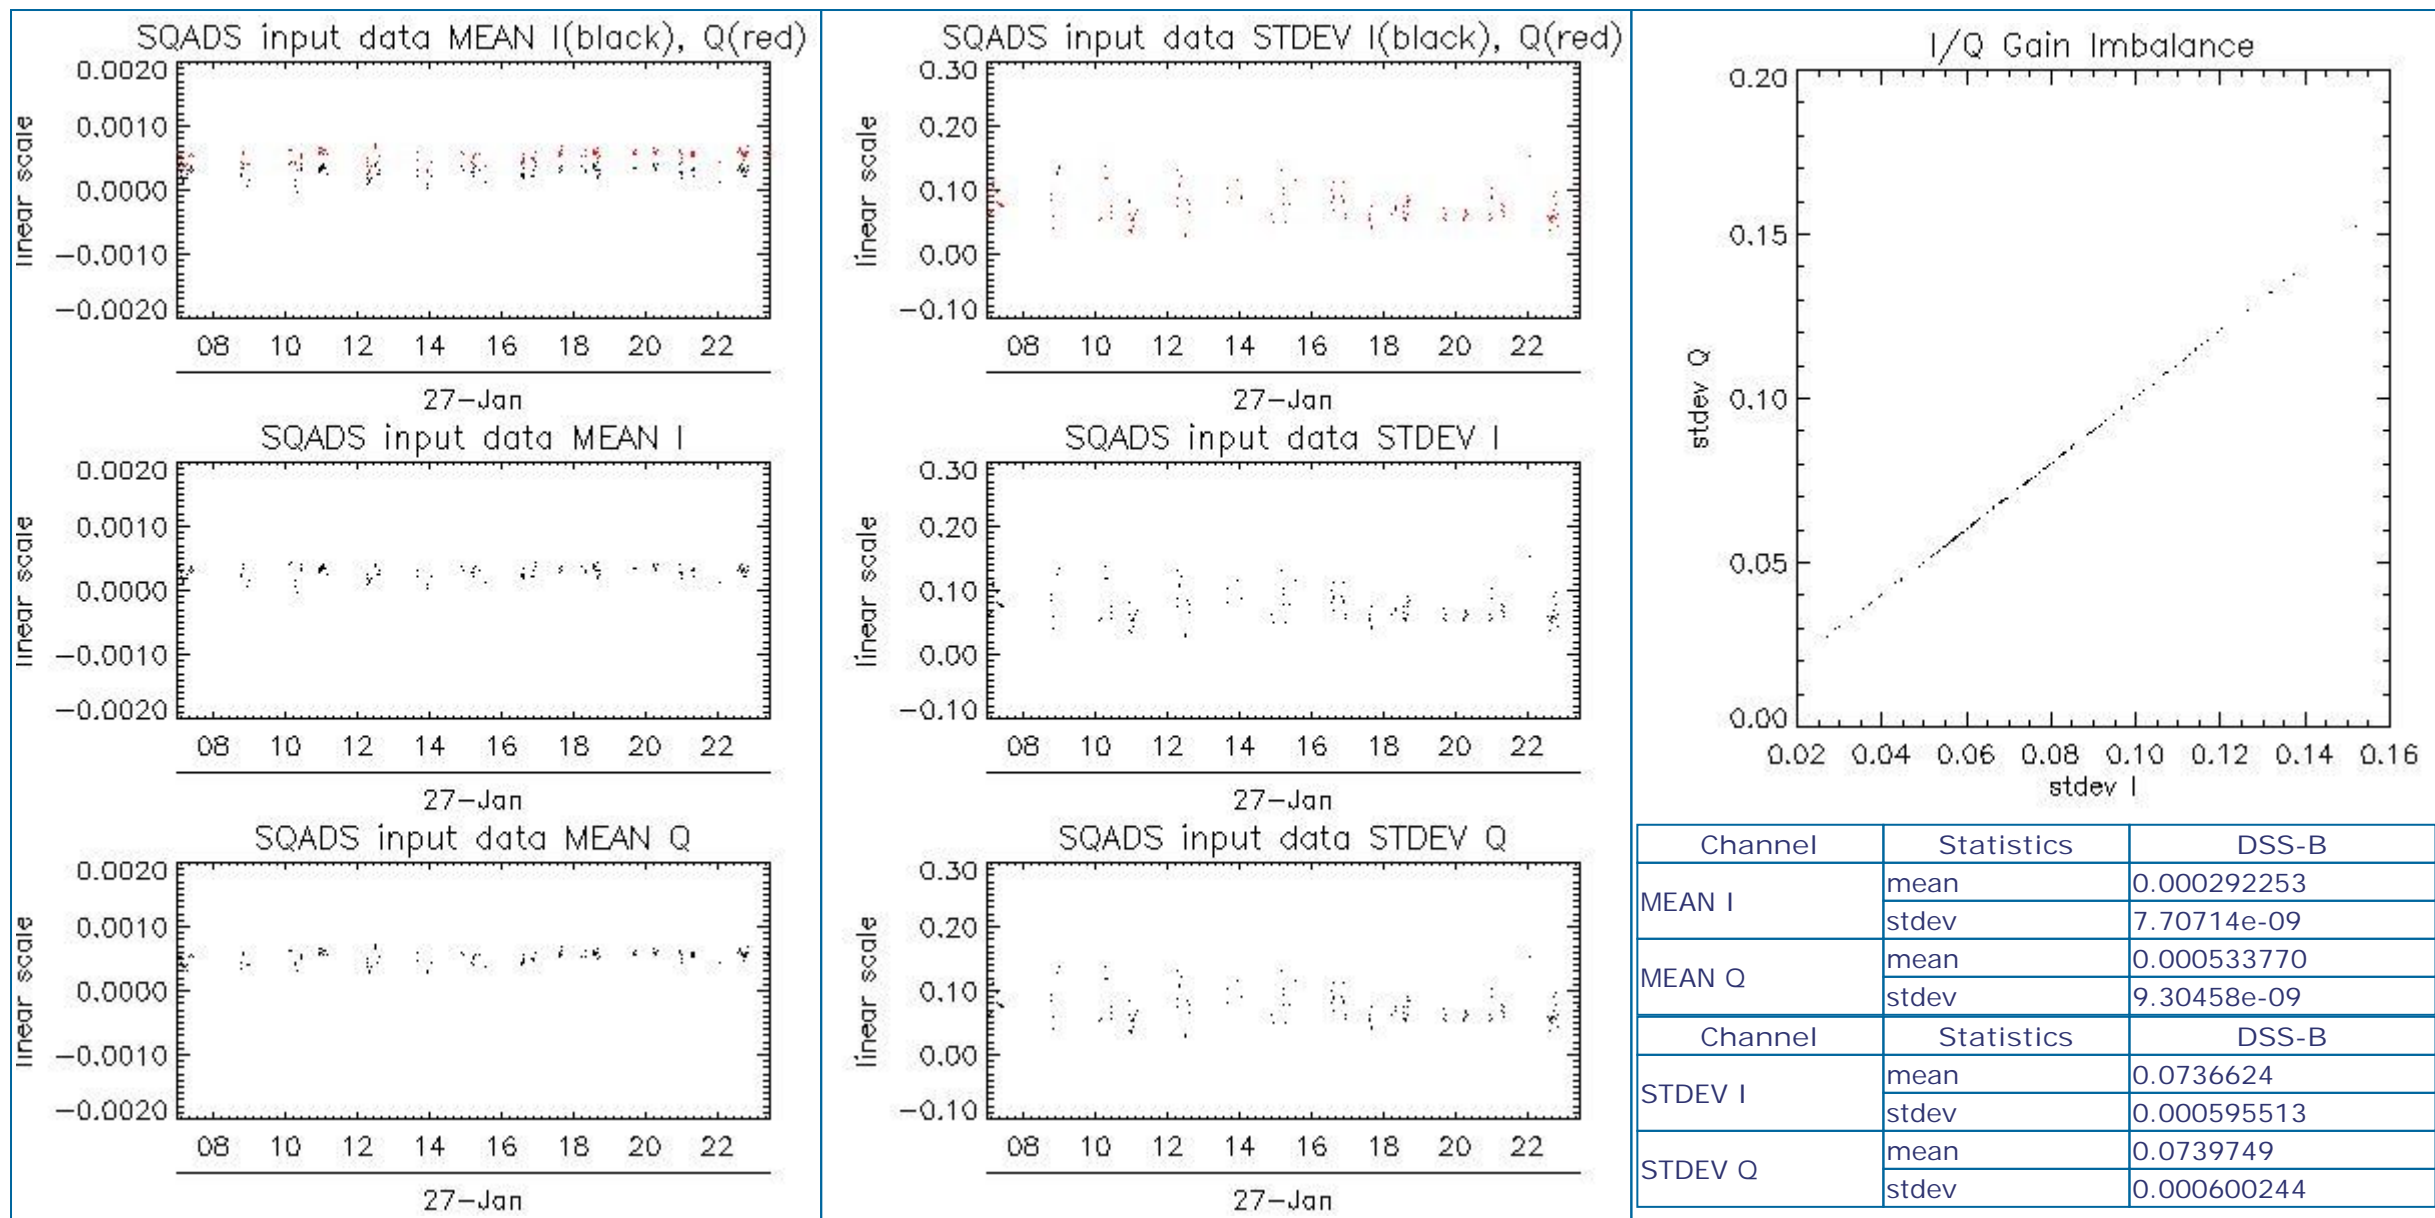 SQADS input data MEAN I(black), Q(red)
linear scale
0.0020
0.0010
0.0000
-0.0010
-0.0020
08 10 12 14 16 18 20 22
27-Jan
SQADS input data MEAN I
linear scale
0.0020
0.0010
0.0000
-0.0010
-0.0020
08 10 12 14 16 18 20 22
27-Jan
SQADS input data MEAN Q
linear scale
0.0020
0.0010
0.0000
-0.0010
-0.0020
08 10 12 14 16 18 20 22
27-Jan
SQADS input data STDEV I(black), Q(red)
linear scale
0.30
0.20
0.10
0.00
-0.10
08 10 12 14 16 18 20 22
27-Jan
SQADS input data STDEV I
linear scale
0.30
0.20
0.10
0.00
-0.10
08 10 12 14 16 18 20 22
27-Jan
SQADS input data STDEV Q
linear scale
0.30
0.20
0.10
0.00
-0.10
08 10 12 14 16 18 20 22
27-Jan
I/Q Gain Imbalance
stdev Q
0.20
0.15
0.10
0.05
0.00
0.02 0.04 0.06 0.08 0.10 0.12 0.14 0.16
stdev I
Channel Statistics DSS-B
MEAN I mean 0.000292253
stdev 7.70714e-09
MEAN Q mean 0.000533770
stdev 9.30458e-09
Channel Statistics DSS-B
STDEV I mean 0.0736624
stdev 0.000595513
STDEV Q mean 0.0739749
stdev 0.000600244